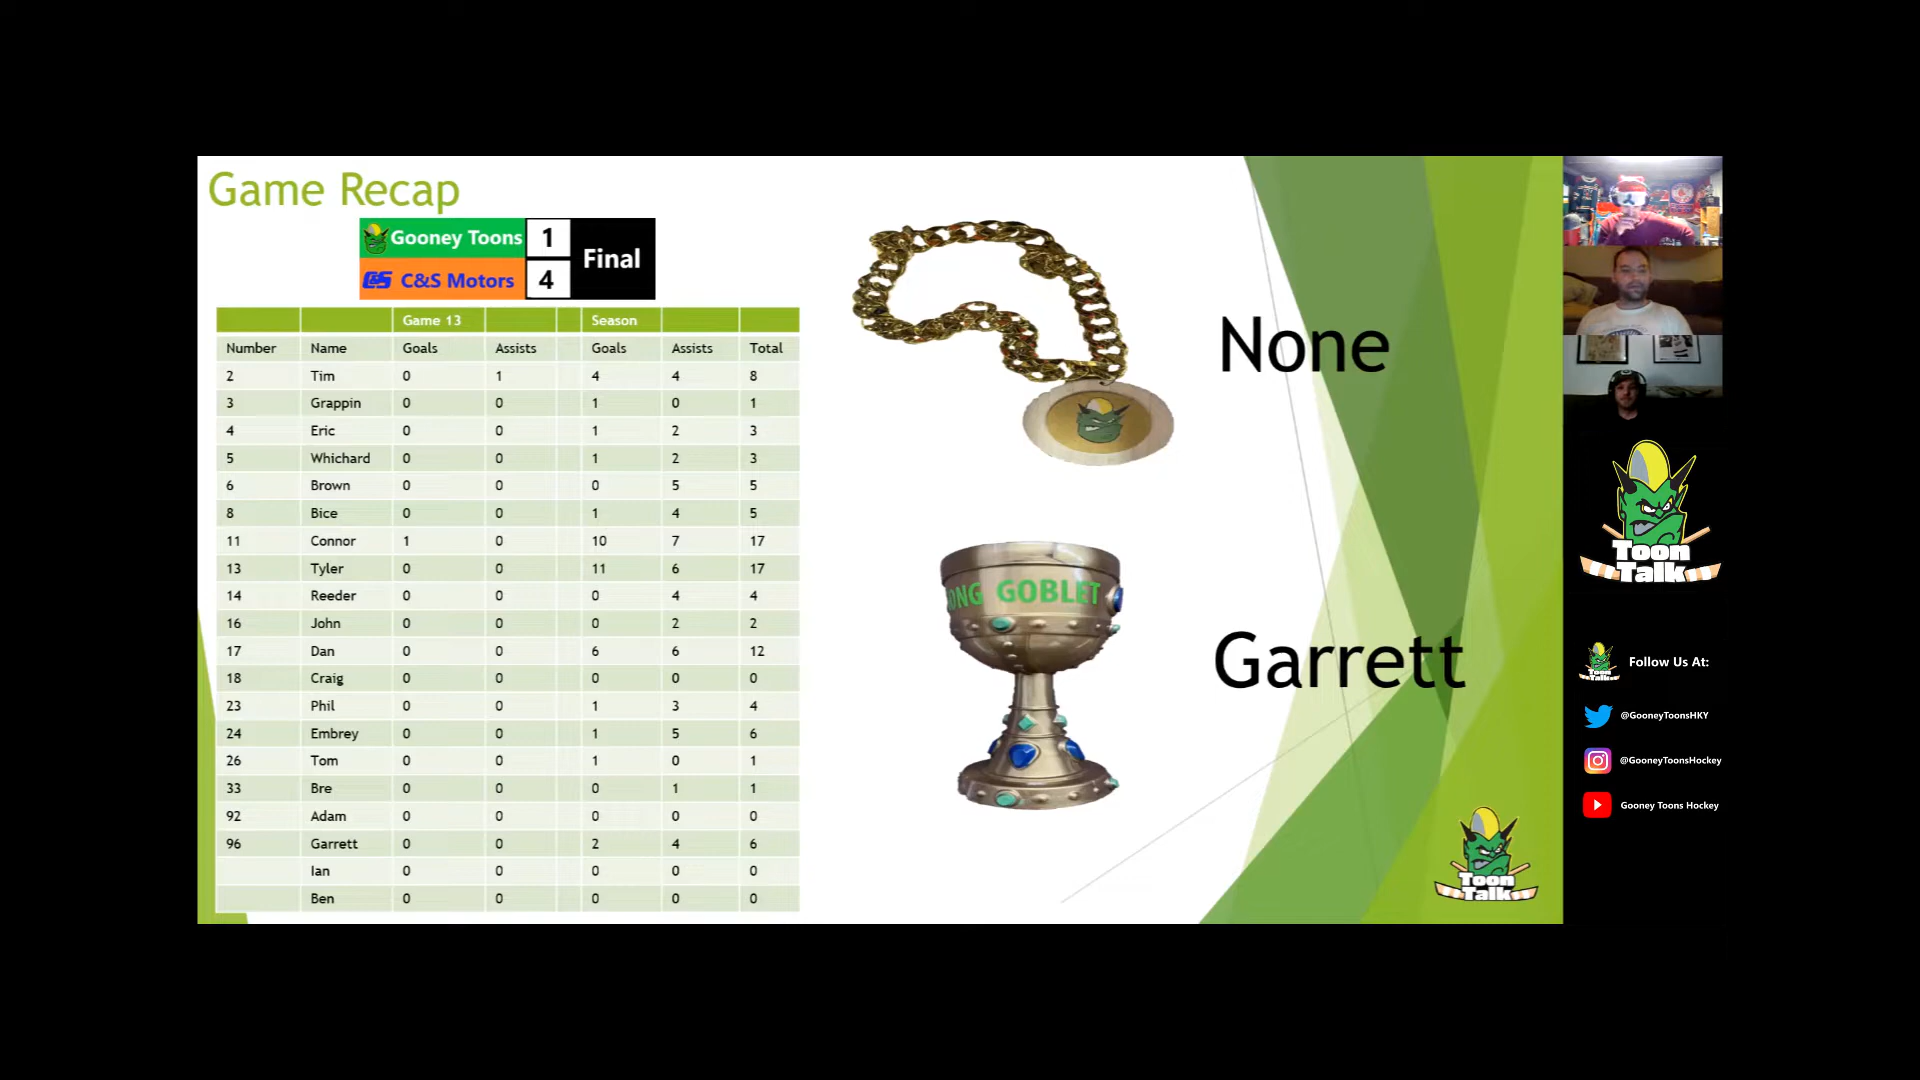 Game Recap
Gooney Toons 1
Final
C&S C&S Motors 4
Game 13 Season
Number Name Goals Assists Goals Assists Total
2 Tim 0 1 4 4 8
3 Grappin 0 0 1 0 1
4 Eric 0 0 1 2 3
5 Whichard 0 0 1 2 3
6 Brown 0 0 0 5 5
8 Bice 0 0 1 4 5
11 Connor 1 0 10 7 17
13 Tyler 0 0 11 6 17
14 Reeder 0 0 0 4 4
16 John 0 0 0 2 2
17 Dan 0 0 6 6 12
18 Craig 0 0 0 0 0
23 Phil 0 0 1 3 4
24 Embrey 0 0 1 5 6
26 Tom 0 0 1 0 1
33 Bre 0 0 0 1 1
92 Adam 0 0 0 0 0
96 Garrett 0 0 2 4 6
Ian 0 0 0 0 0
Ben 0 0 0 0 0
None
ONG GOBLET
Garrett
Toon
Talk
Toon
Talk
Toon
Talk
Follow Us At:
@GooneyToonsHKY
@GooneyToonsHockey
Gooney Toons Hockey